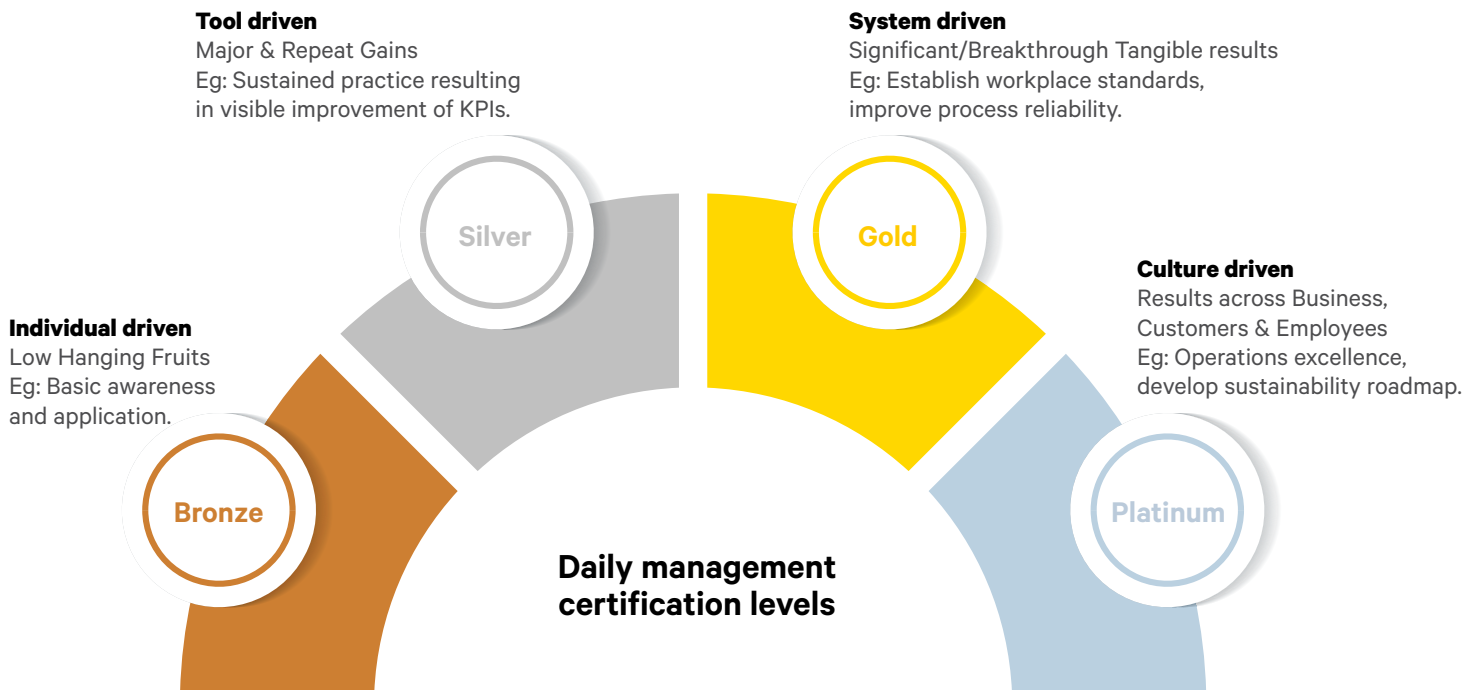 Tool driven
Major & Repeat Gains
Eg: Sustained practice resulting
in visible improvement of KPIs.
System driven
Significant/Breakthrough Tangible results
Eg: Establish workplace standards,
improve process reliability.
Silver
Gold
Culture driven
Results across Business,
Customers & Employees
Eg: Operations excellence,
develop sustainability roadmap.
Individual driven
Low Hanging Fruits
Eg: Basic awareness
and application.
Bronze
Platinum
Daily management
certification levels